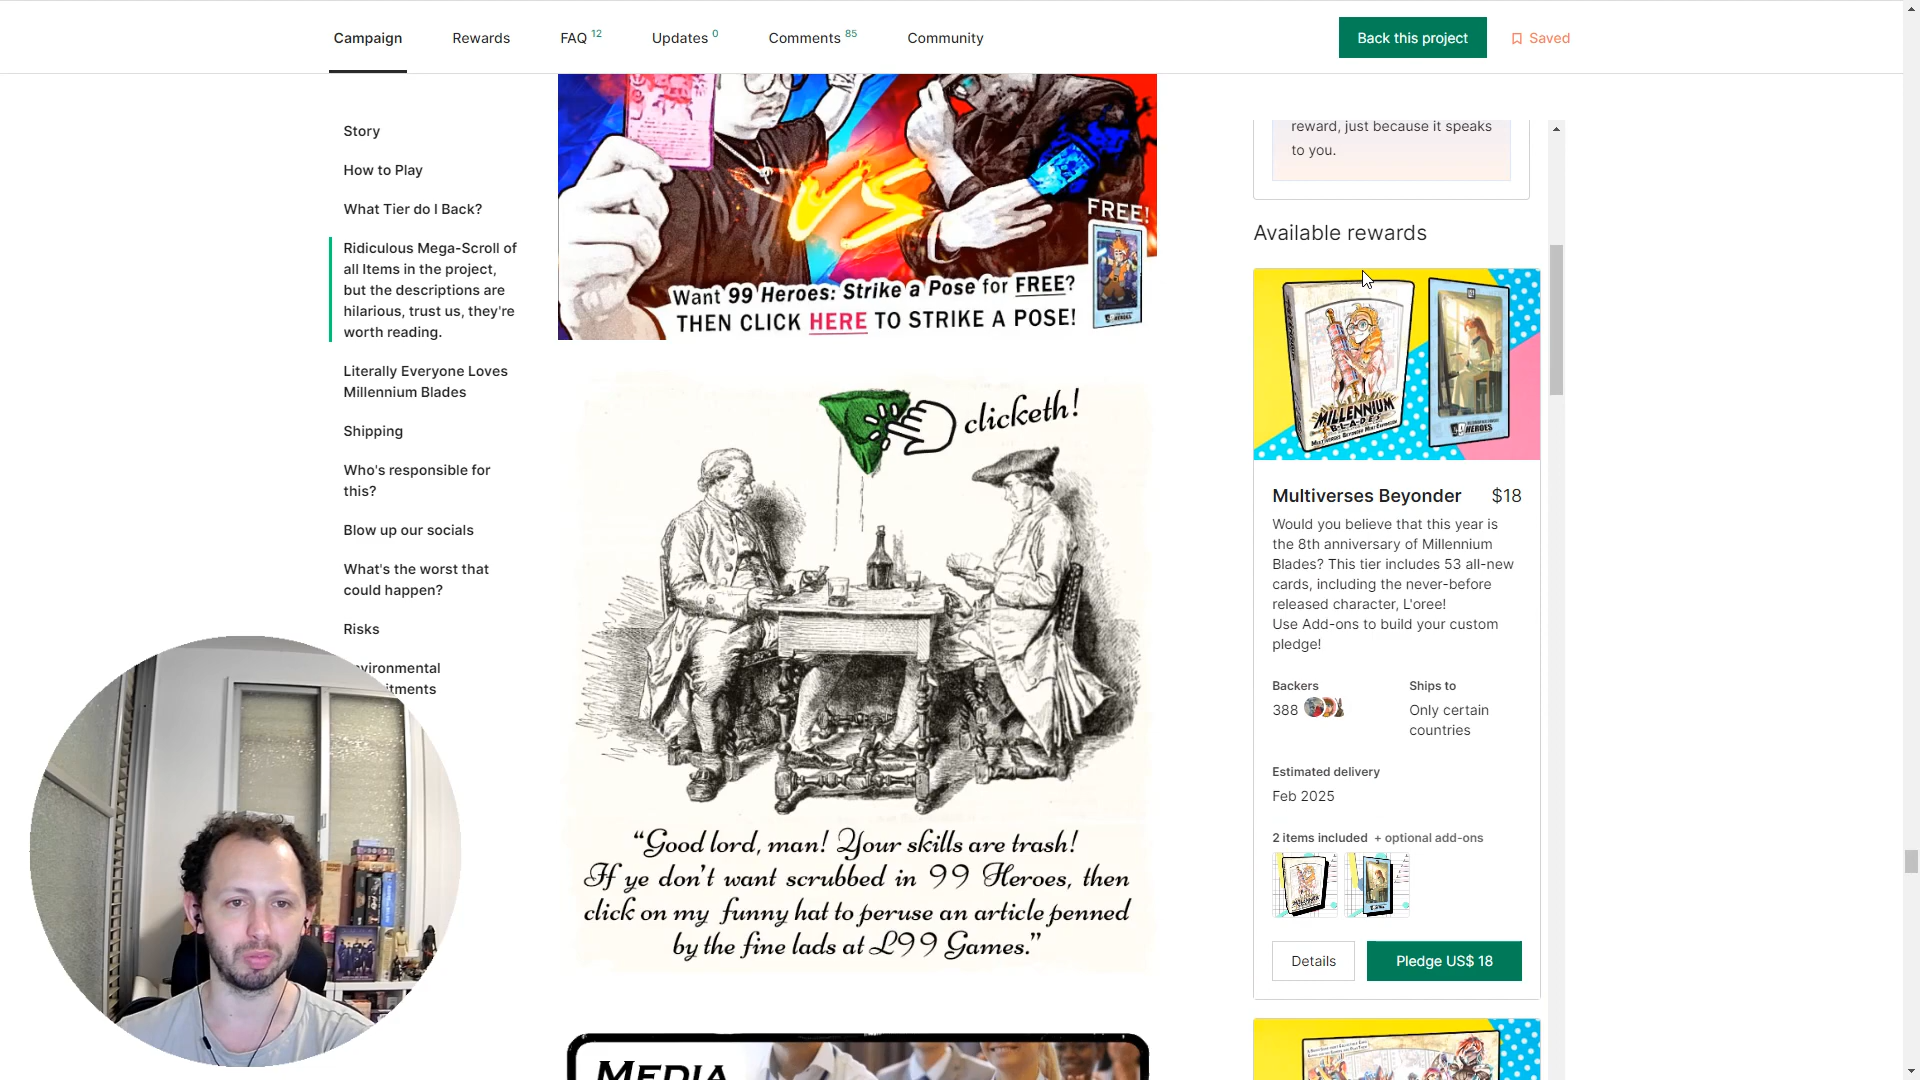 Campaign
Rewards
FAQ 12
Updates 0
Comments 85
Community
Back this project
Saved
Story
How to Play
What Tier do I Back?
Ridiculous Mega-Scroll of
all Items in the project,
but the descriptions are
hilarious, trust us, they're
worth reading.
Literally Everyone Loves
Millennium Blades
Shipping
Who's responsible for
this?
Blow up our socials
What's the worst that
could happen?
Risks
FREE!
Want 99 Heroes: Strike a Pose for FREE?
THEN CLICK HERE TO STRIKE A POSE!
clicketh!
“Good lord, man! Your skills are trash!
If ye don't want scrubbed in 99 Heroes, then
click on my funny hat to peruse an article penned
by the fine lads at L99 Games.”
MEDIA
reward, just because it speaks
to you.
Available rewards
MILLENNIUM
BLADES
MULTIVERSES BEYONDER MINI EXPANSION
HEROES
Multiverses Beyonder $18
Would you believe that this year is
the 8th anniversary of Millennium
Blades? This tier includes 53 all-new
cards, including the never-before
released character, L'oree!
Use Add-ons to build your custom
pledge!
Backers
388
Ships to
Only certain
countries
Estimated delivery
Feb 2025
2 items included + optional add-ons
Details
Pledge US$ 18